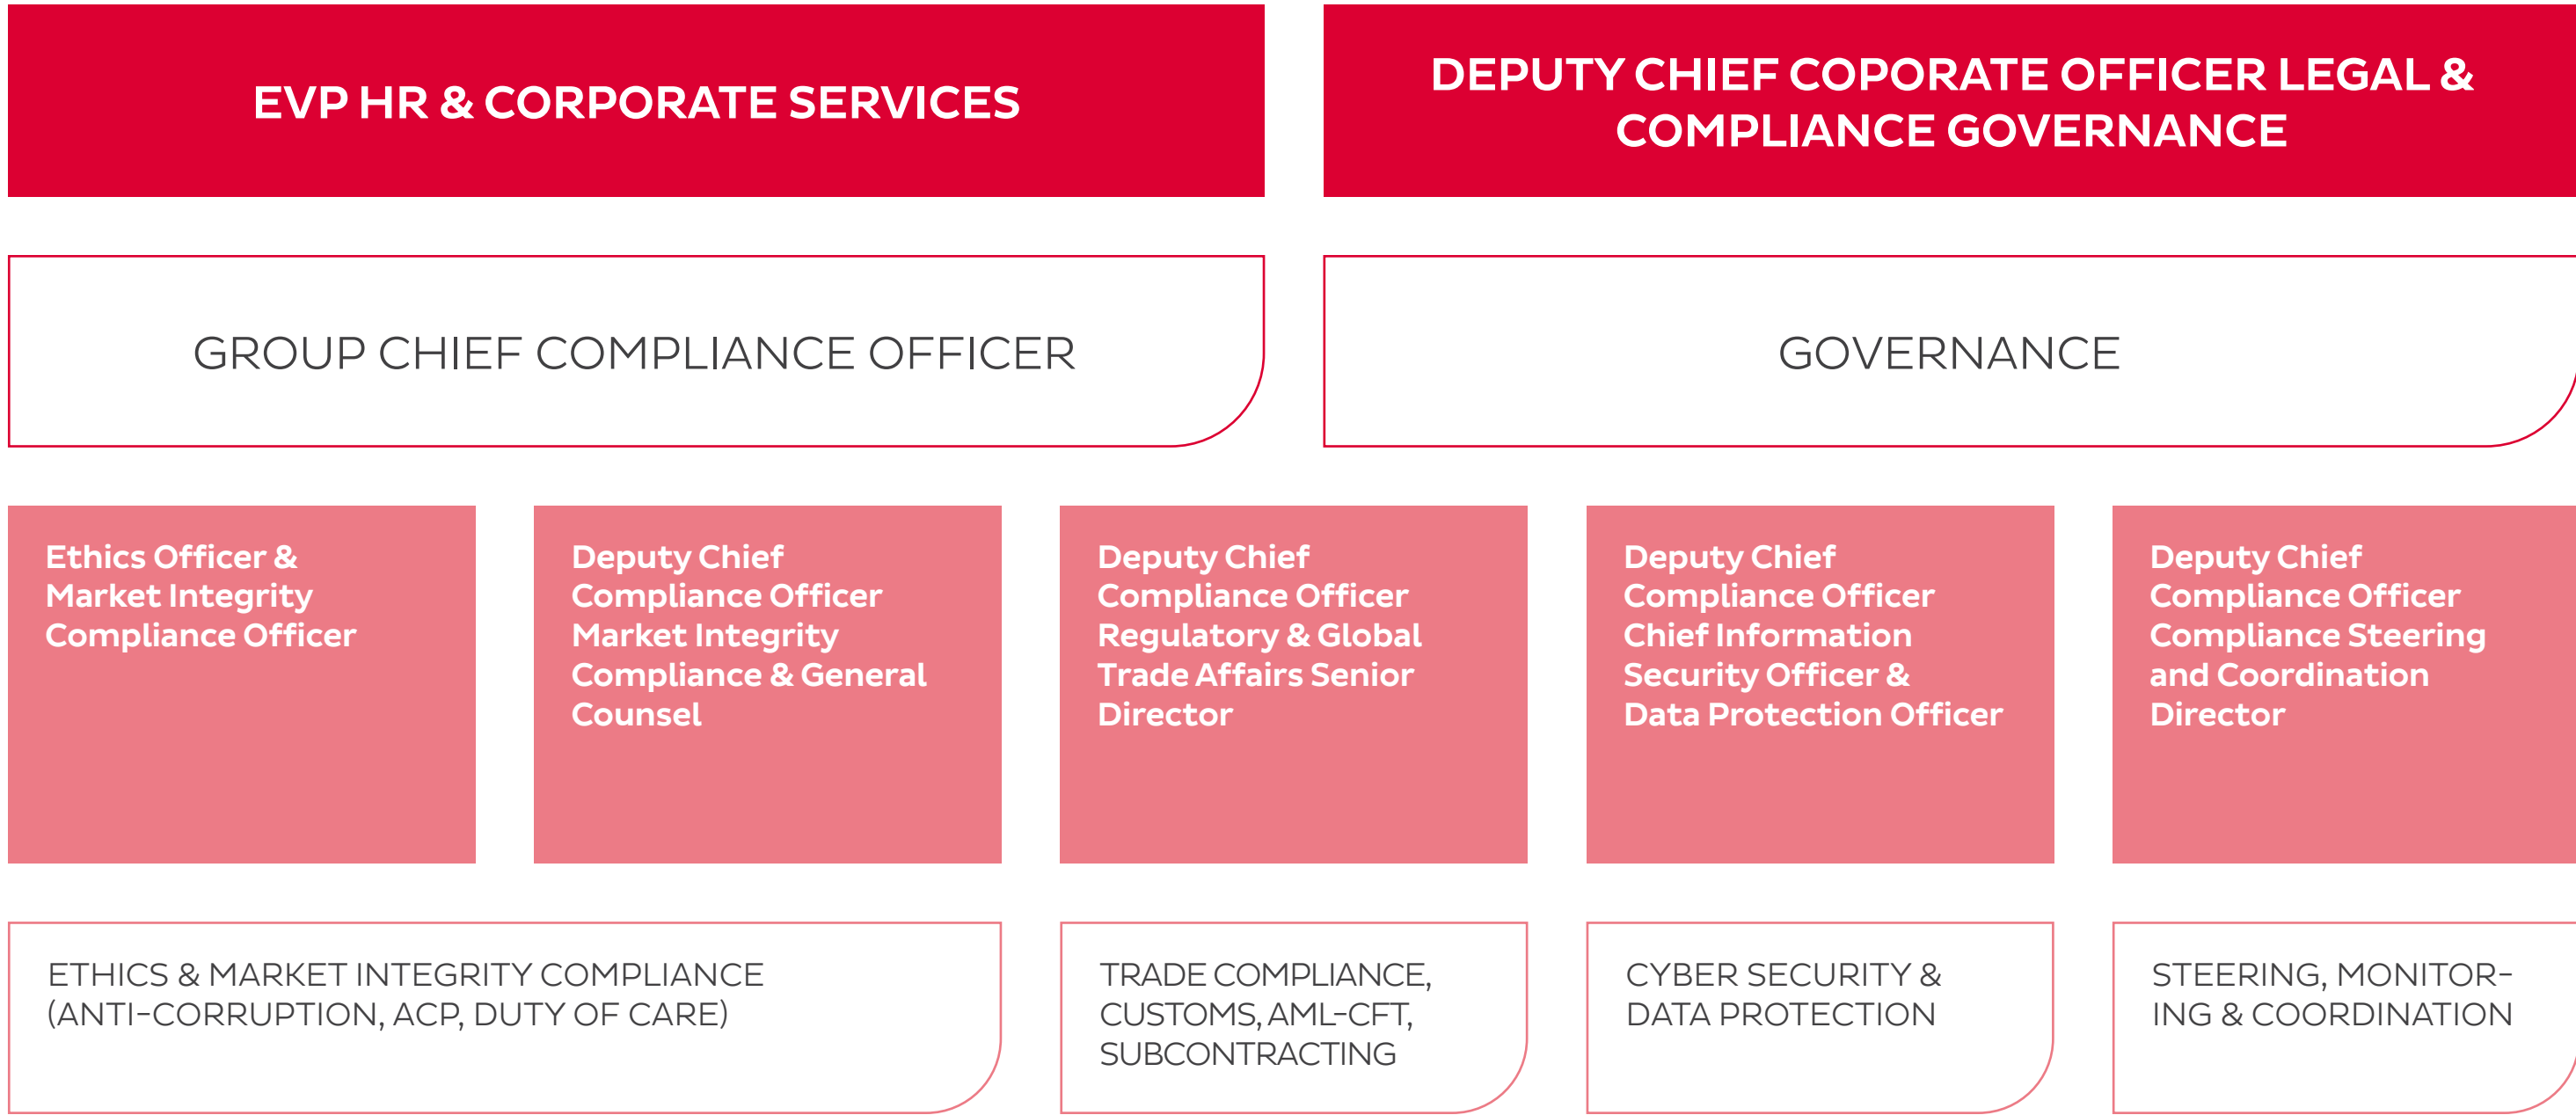 EVP HR & CORPORATE SERVICES
DEPUTY CHIEF COPORATE OFFICER LEGAL &
COMPLIANCE GOVERNANCE
GROUP CHIEF COMPLIANCE OFFICER
GOVERNANCE
Ethics Officer &
Market Integrity
Compliance Officer
Deputy Chief
Compliance Officer
Market Integrity
Compliance & General
Counsel
Deputy Chief
Compliance Officer
Regulatory & Global
Trade Affairs Senior
Director
Deputy Chief
Compliance Officer
Chief Information
Security Officer &
Data Protection Officer
Deputy Chief
Compliance Officer
Compliance Steering
and Coordination
Director
ETHICS & MARKET INTEGRITY COMPLIANCE
(ANTI-CORRUPTION, ACP, DUTY OF CARE)
TRADE COMPLIANCE,
CUSTOMS, AML-CFT,
SUBCONTRACTING
CYBER SECURITY &
DATA PROTECTION
STEERING, MONITOR-
ING & COORDINATION